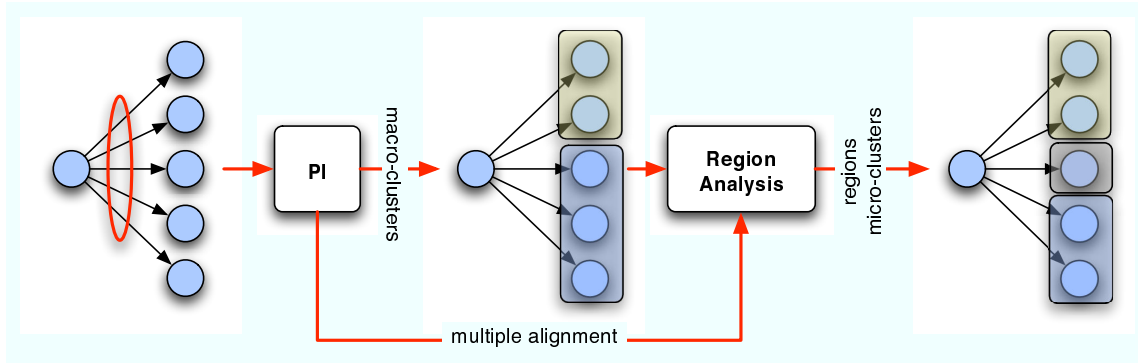 PI
macro-clusters
Region
Analysis
regions
micro-clusters
multiple alignment